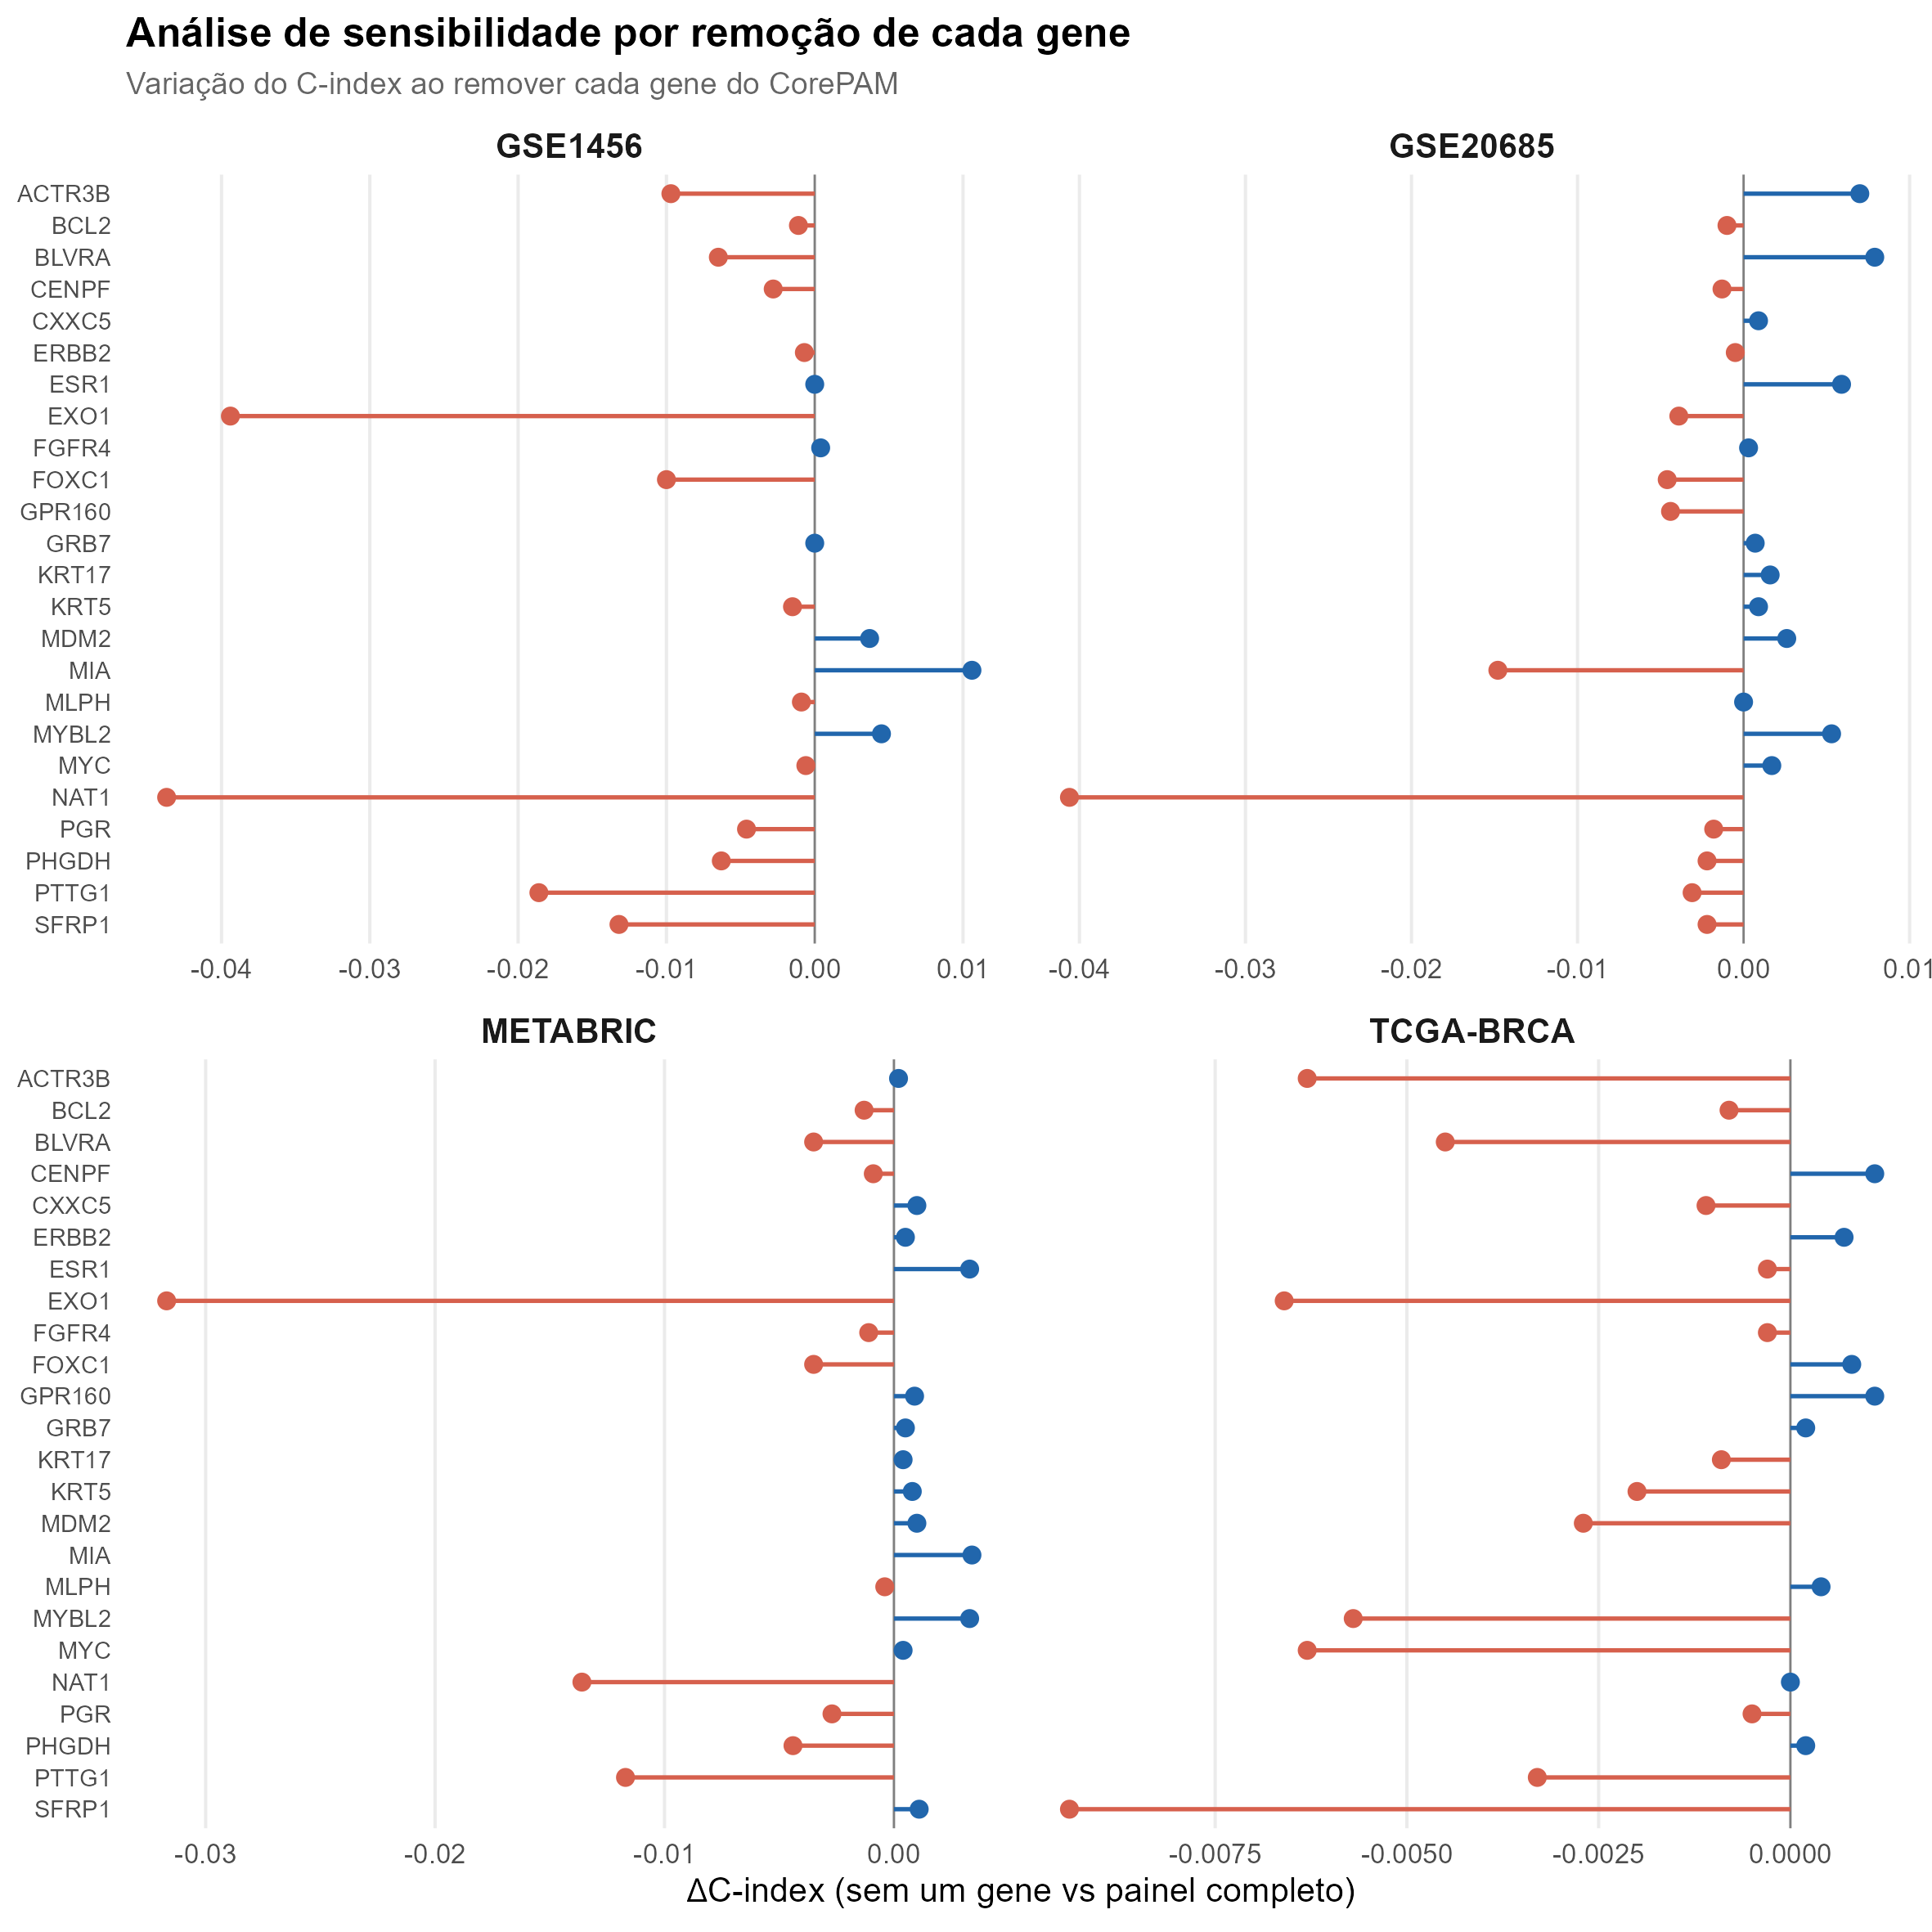 Análise de sensibilidade por remoção de cada gene
Variação do C-index ao remover cada gene do CorePAM
GSE1456
GSE20685
ACTR3B
BCL2
BLVRA
CENPF
CXXC5
ERBB2
ESR1
EXO1
FGFR4
FOXC1
GPR160
GRB7
KRT17
KRT5
MDM2
MIA
MLPH
MYBL2
MYC
NAT1
PGR
PHGDH
PTTG1
SFRP1
-0.04 -0.03 -0.02 -0.01 0.00 0.01
-0.04 -0.03 -0.02 -0.01 0.00 0.01
METABRIC
TCGA-BRCA
ACTR3B
BCL2
BLVRA
CENPF
CXXC5
ERBB2
ESR1
EXO1
FGFR4
FOXC1
GPR160
GRB7
KRT17
KRT5
MDM2
MIA
MLPH
MYBL2
MYC
NAT1
PGR
PHGDH
PTTG1
SFRP1
-0.03 -0.02 -0.01 0.00
-0.0075 -0.0050 -0.0025 0.0000
ΔC-index (sem um gene vs painel completo)